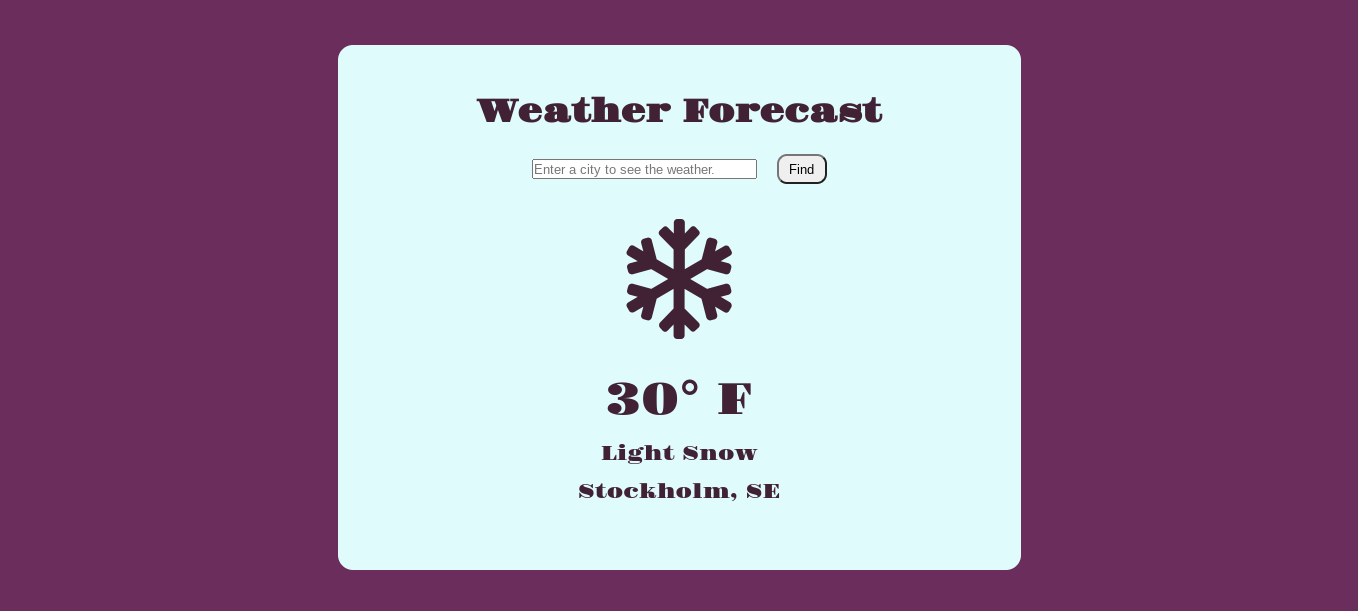 Weather Forecast
Enter a city to see the weather. Find
30° F
Light Snow
Stockholm, SE